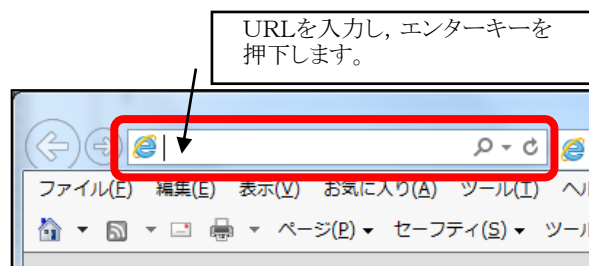 URLを入力し，エンターキーを
押下します。
ファイル(F) 編集(E) 表示(V) お気に入り(A) ツール(T)
ページ(P) セーフティ(S)